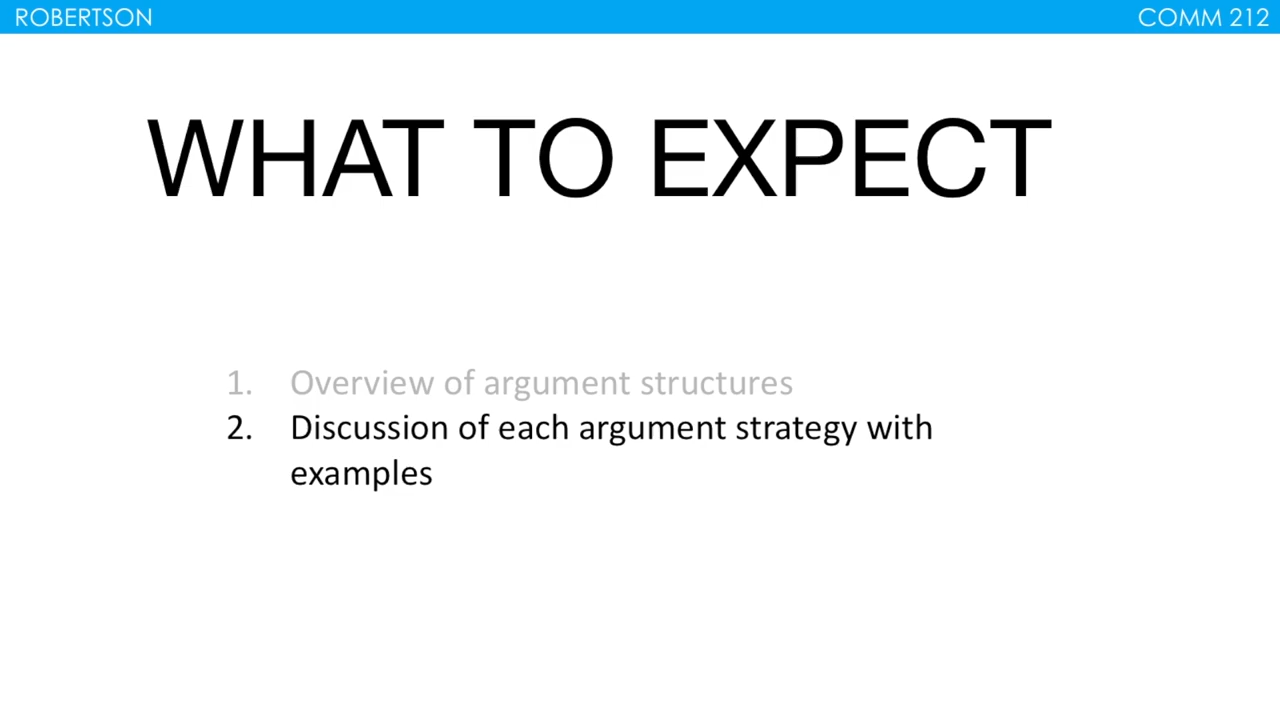 ROBERTSON
COMM 212
WHAT TO EXPECT
1. Overview of argument structures
2. Discussion of each argument strategy with
examples